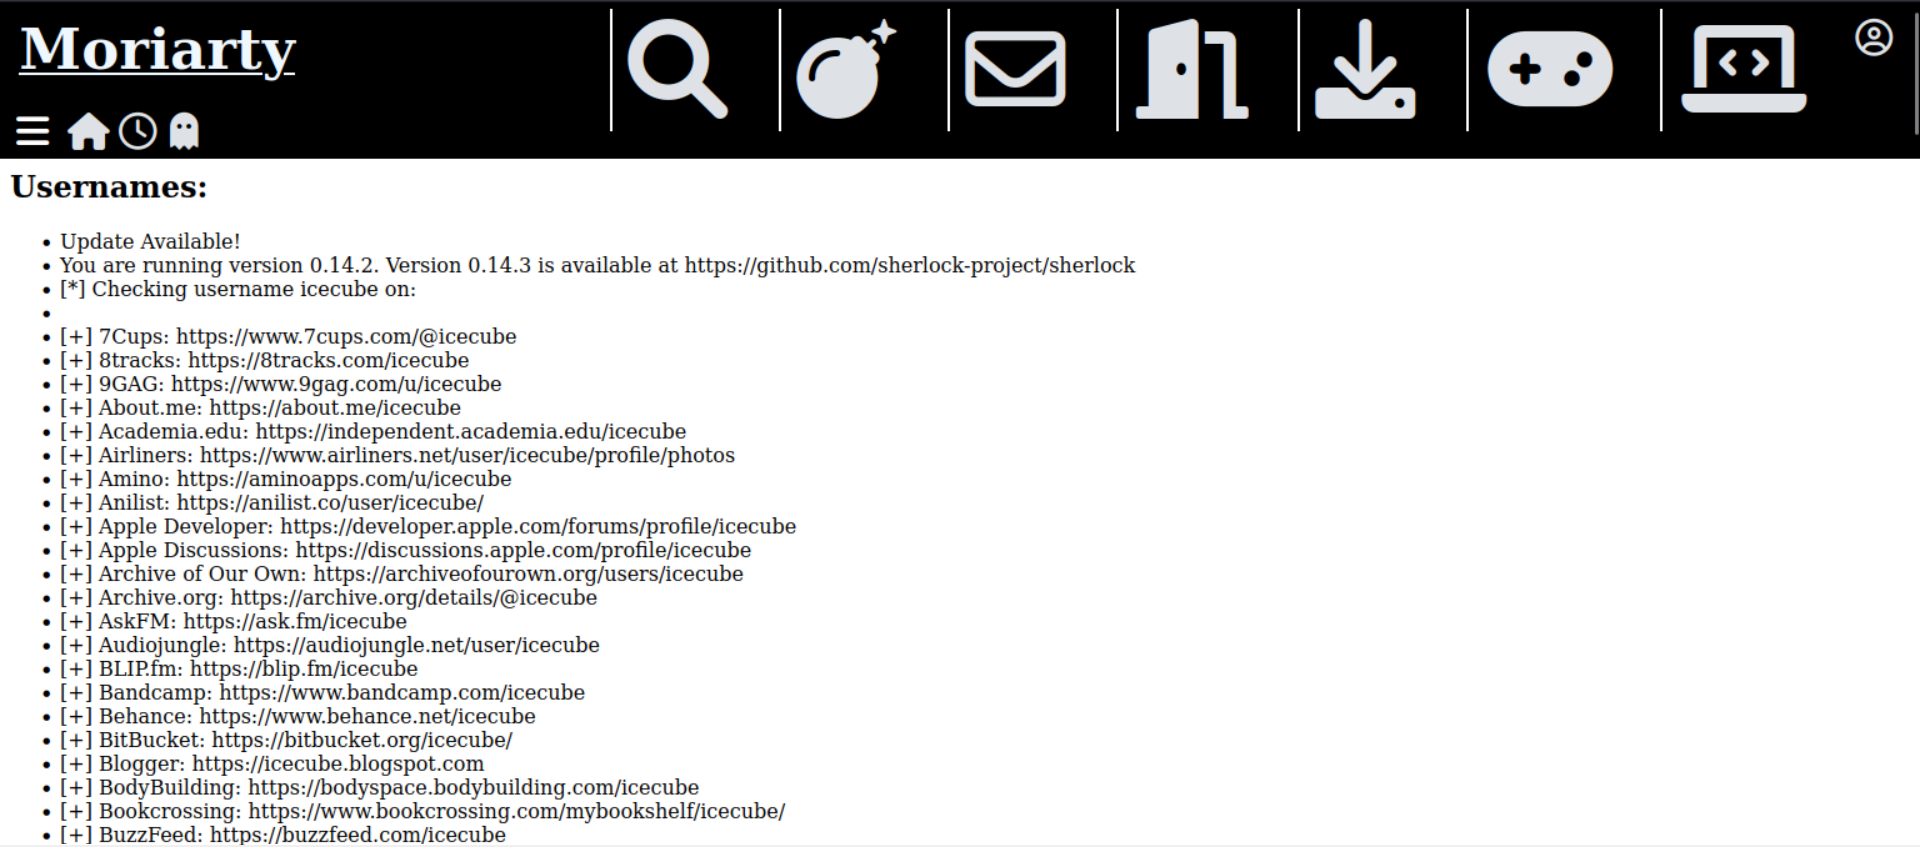 Moriarty
Usernames:
• Update Available!
• You are running version 0.14.2. Version 0.14.3 is available at https://github.com/sherlock-project/sherlock
• [*] Checking username icecube on:
•
• [+] 7Cups: https://www.7cups.com/@icecube
• [+] 8tracks: https://8tracks.com/icecube
• [+] 9GAG: https://www.9gag.com/u/icecube
• [+] About.me: https://about.me/icecube
• [+] Academia.edu: https://independent.academia.edu/icecube
• [+] Airliners: https://www.airliners.net/user/icecube/profile/photos
• [+] Amino: https://aminoapps.com/u/icecube
• [+] Anilist: https://anilist.co/user/icecube/
• [+] Apple Developer: https://developer.apple.com/forums/profile/icecube
• [+] Apple Discussions: https://discussions.apple.com/profile/icecube
• [+] Archive of Our Own: https://archiveofourown.org/users/icecube
• [+] Archive.org: https://archive.org/details/@icecube
• [+] AskFM: https://ask.fm/icecube
• [+] Audiojungle: https://audiojungle.net/user/icecube
• [+] BLIP.fm: https://blip.fm/icecube
• [+] Bandcamp: https://www.bandcamp.com/icecube
• [+] Behance: https://www.behance.net/icecube
• [+] BitBucket: https://bitbucket.org/icecube/
• [+] Blogger: https://icecube.blogspot.com
• [+] BodyBuilding: https://bodyspace.bodybuilding.com/icecube
• [+] Bookcrossing: https://www.bookcrossing.com/mybookshelf/icecube/
• [+] BuzzFeed: https://buzzfeed.com/icecube